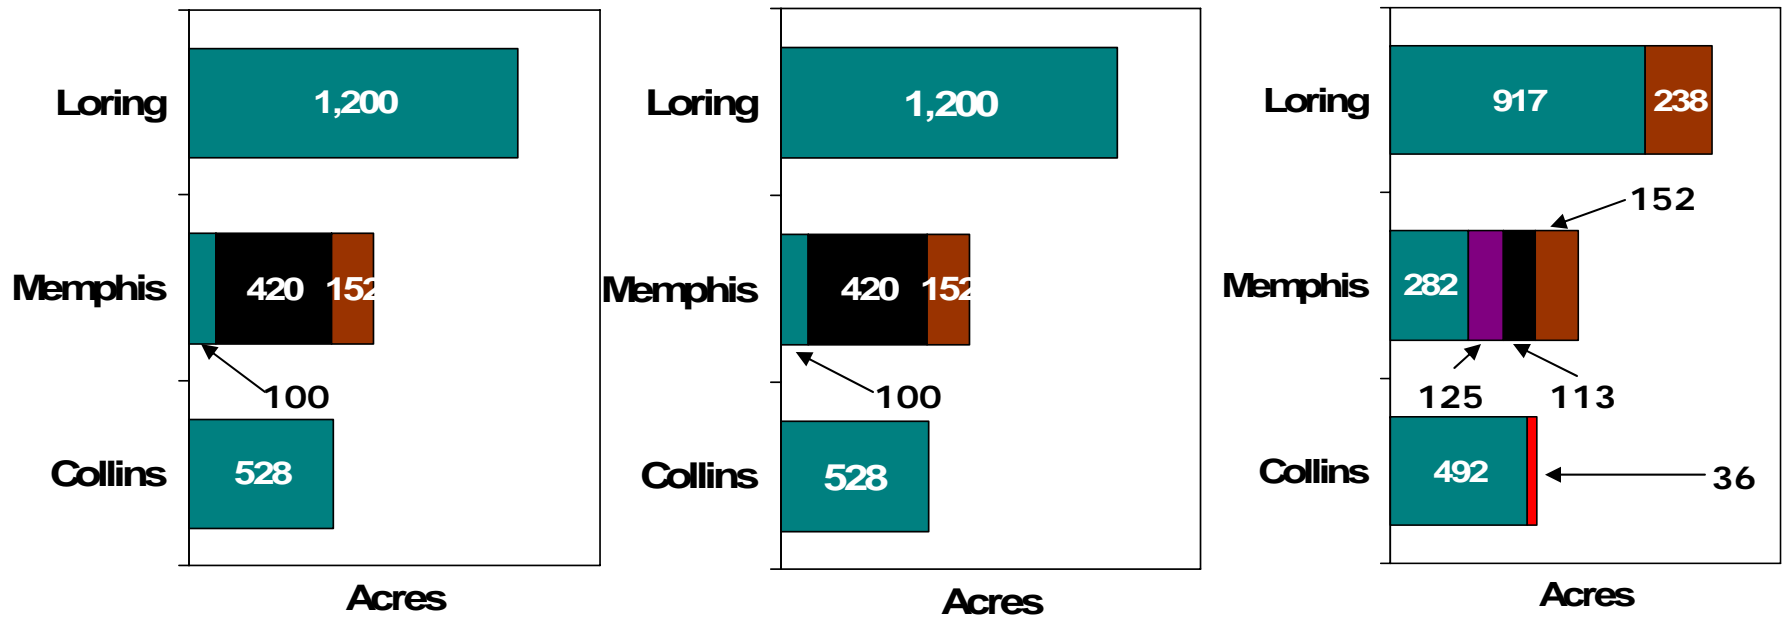 Loring
1,200
Memphis
420
152
100
Collins
528
Acres
Loring
1,200
Memphis
420
152
100
Collins
528
Acres
Loring
917
238
152
Memphis
282
125
113
Collins
492
36
Acres